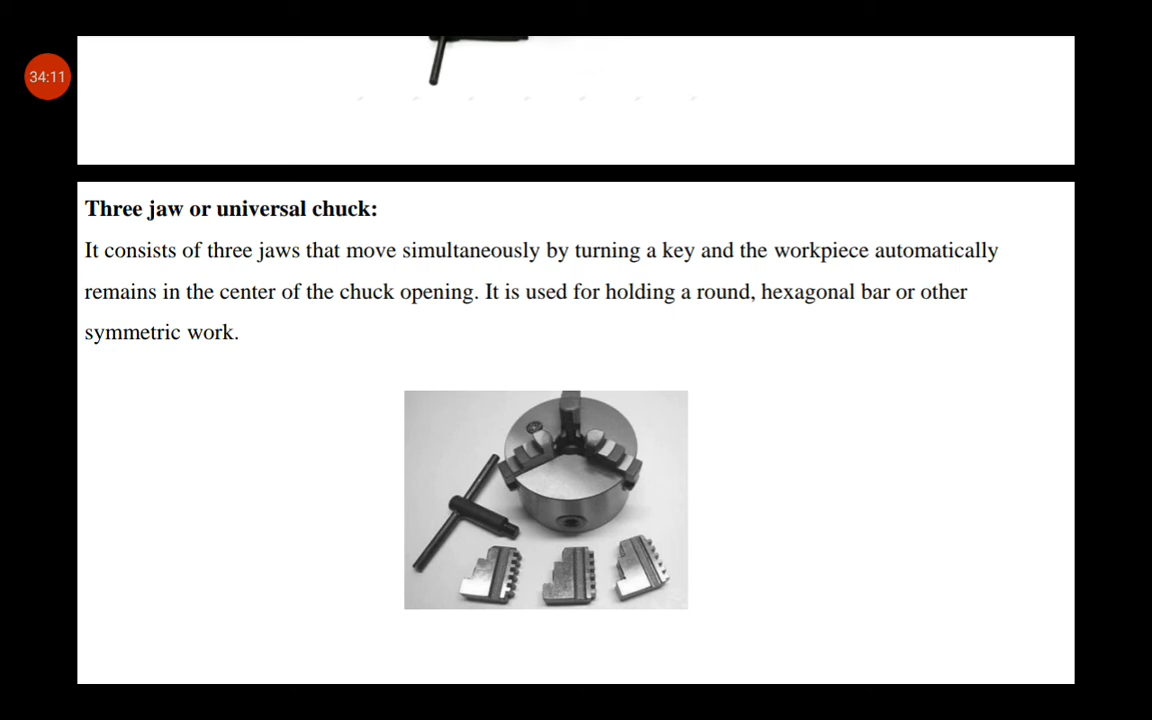 34:11
Three jaw or universal chuck:
It consists of three jaws that move simultaneously by turning a key and the workpiece automatically
remains in the center of the chuck opening. It is used for holding a round, hexagonal bar or other
symmetric work.